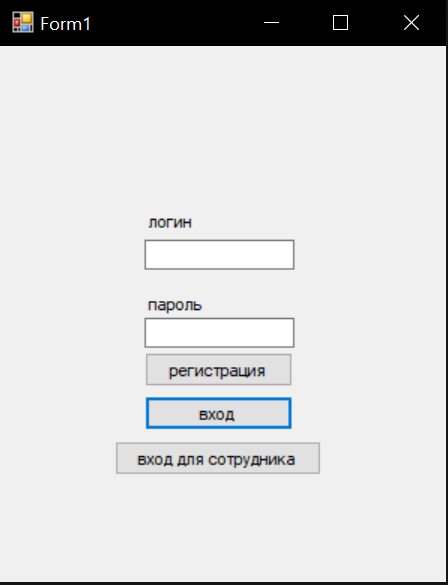 Form1
логин
пароль
регистрация
вход
вход для сотрудника